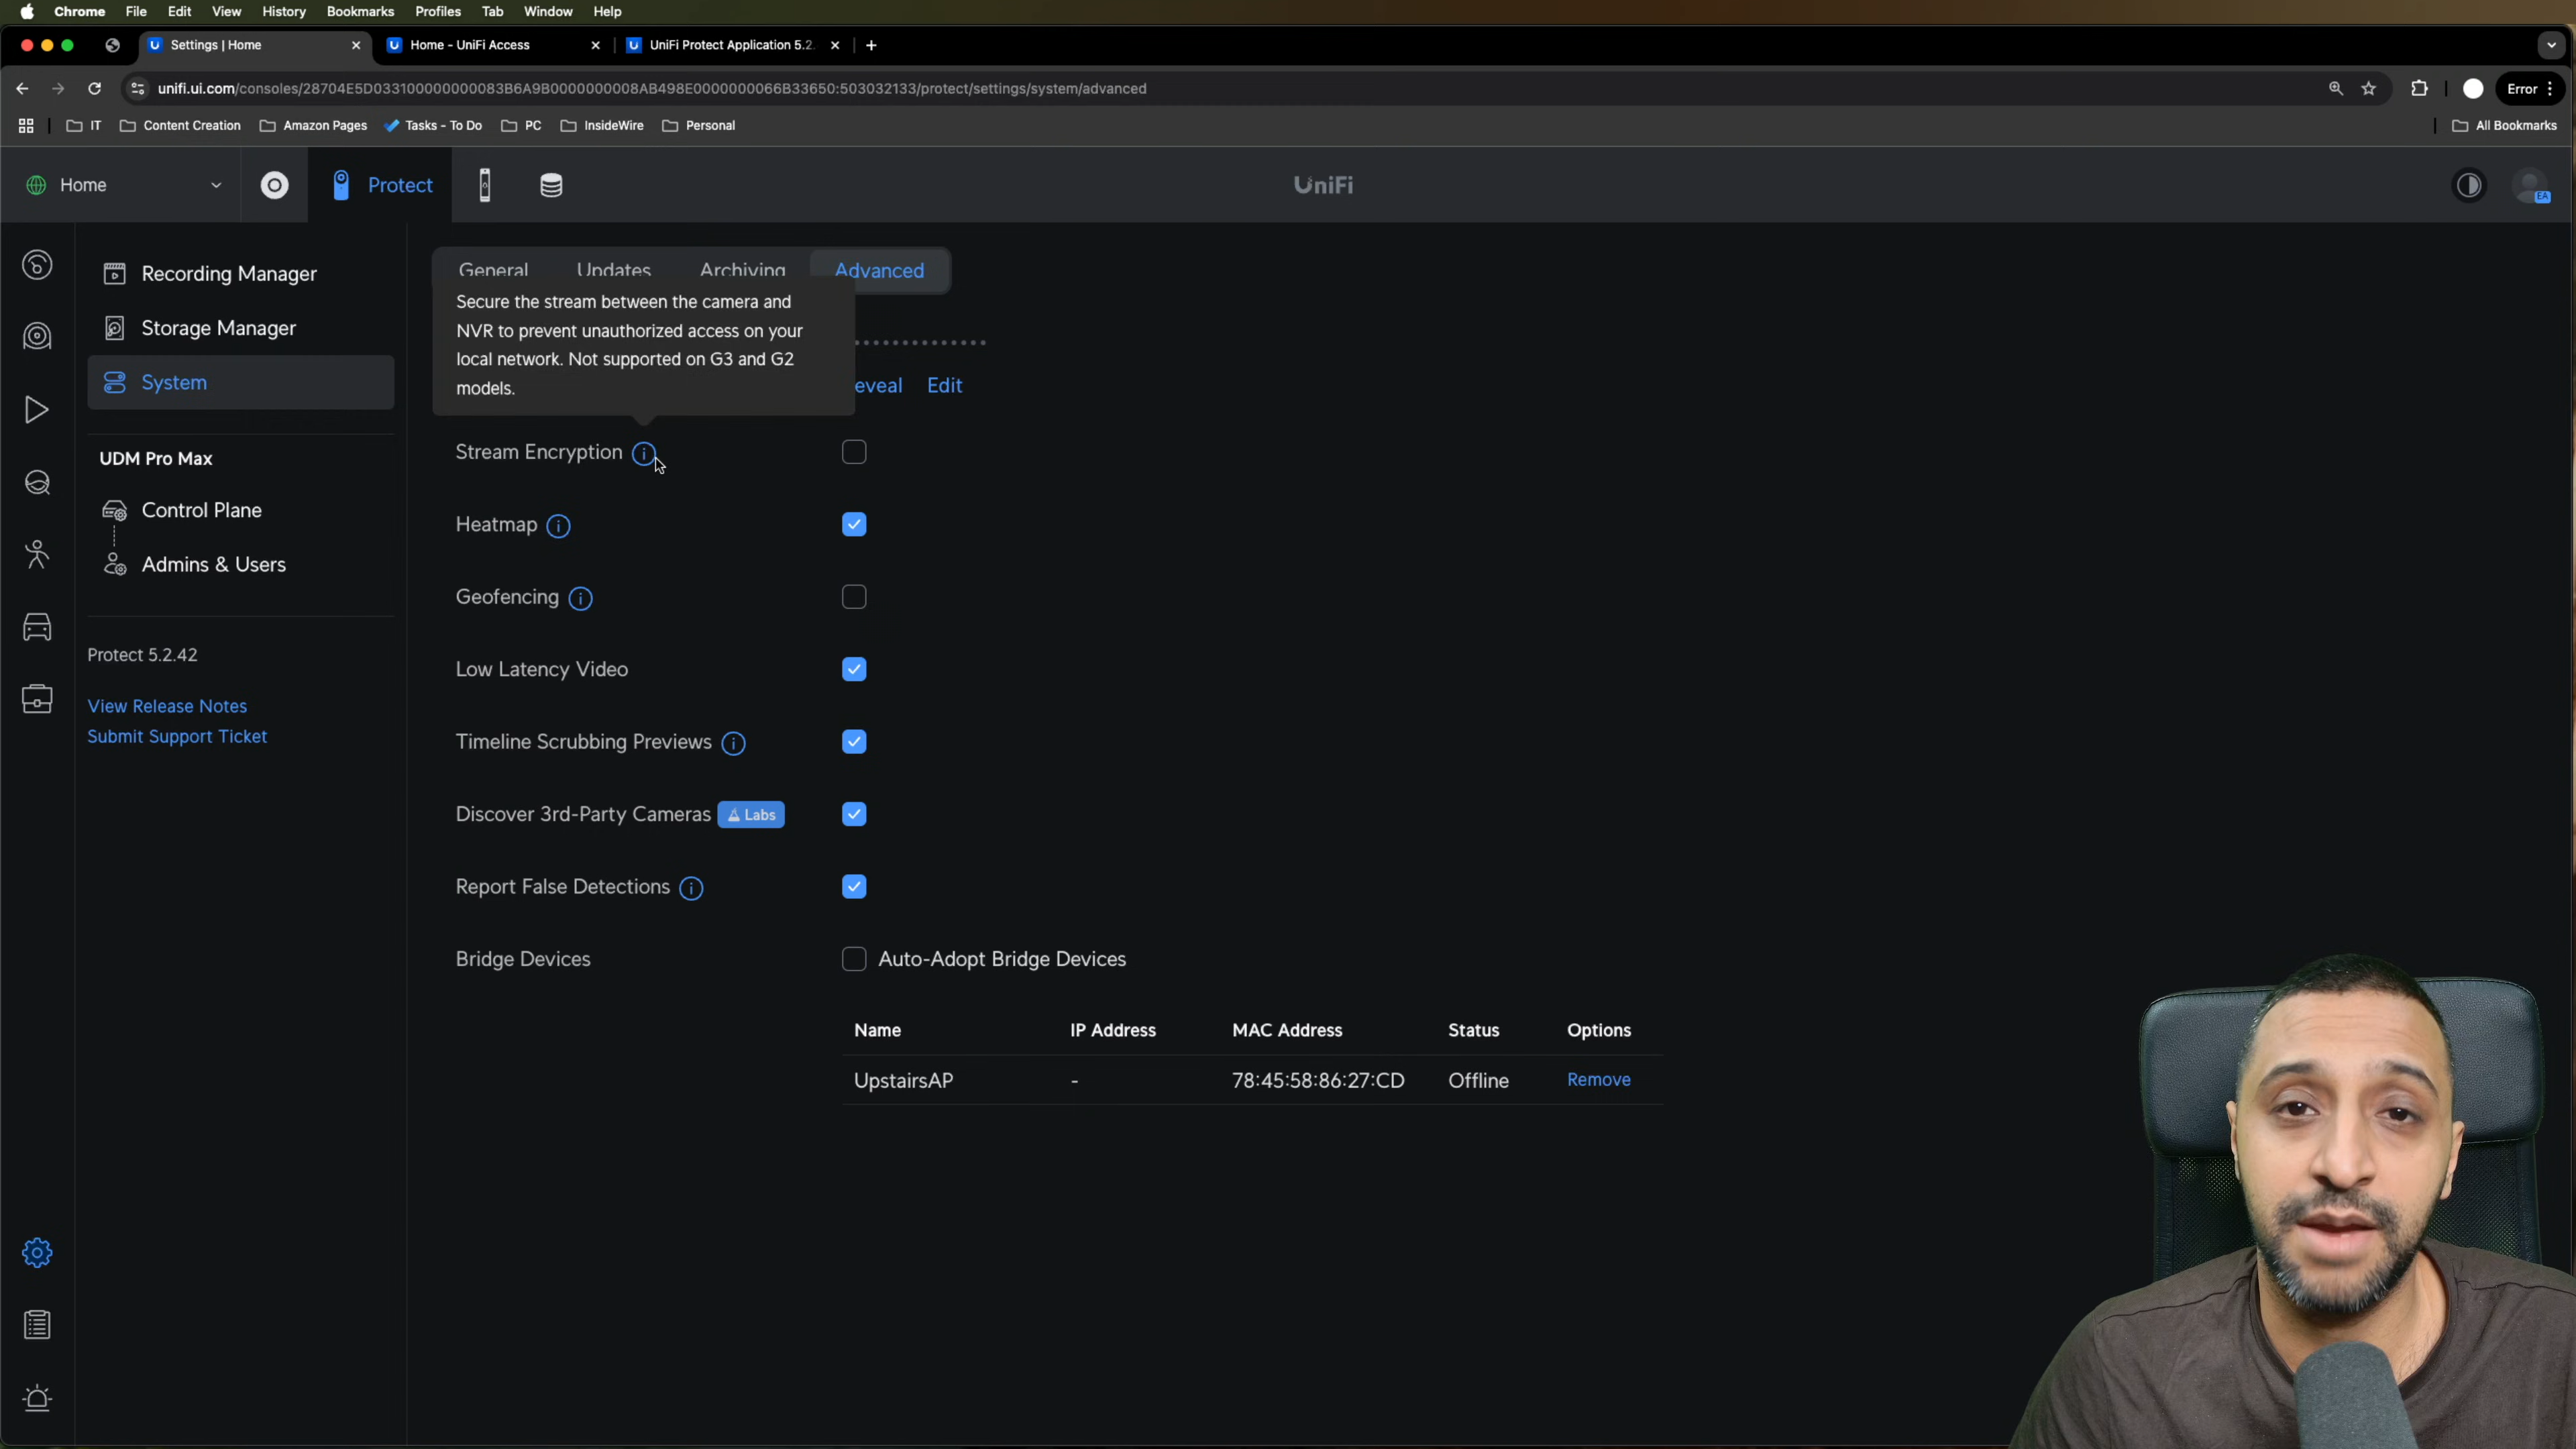 Chrome File Edit View History Bookmarks Profiles Tab Window Help
Settings | Home
Home - UniFi Access
UniFi Protect Application 5.2.
unifi.ui.com/consoles/28704E5D033100000000083B6A9B0000000008AB498E0000000066B33650:503032133/protect/settings/system/advanced
Error
IT Content Creation Amazon Pages Tasks - To Do PC InsideWire Personal All Bookmarks
Home
Protect
UniFi
EA
Recording Manager
Storage Manager
System
UDM Pro Max
Control Plane
Admins & Users
Protect 5.2.42
View Release Notes
Submit Support Ticket
General Updates Archiving Advanced
Secure the stream between the camera and
NVR to prevent unauthorized access on your
local network. Not supported on G3 and G2
models.
eveal Edit
Stream Encryption
Heatmap
Geofencing
Low Latency Video
Timeline Scrubbing Previews
Discover 3rd-Party Cameras Labs
Report False Detections
Bridge Devices Auto-Adopt Bridge Devices
Name IP Address MAC Address Status Options
UpstairsAP - 78:45:58:86:27:CD Offline Remove